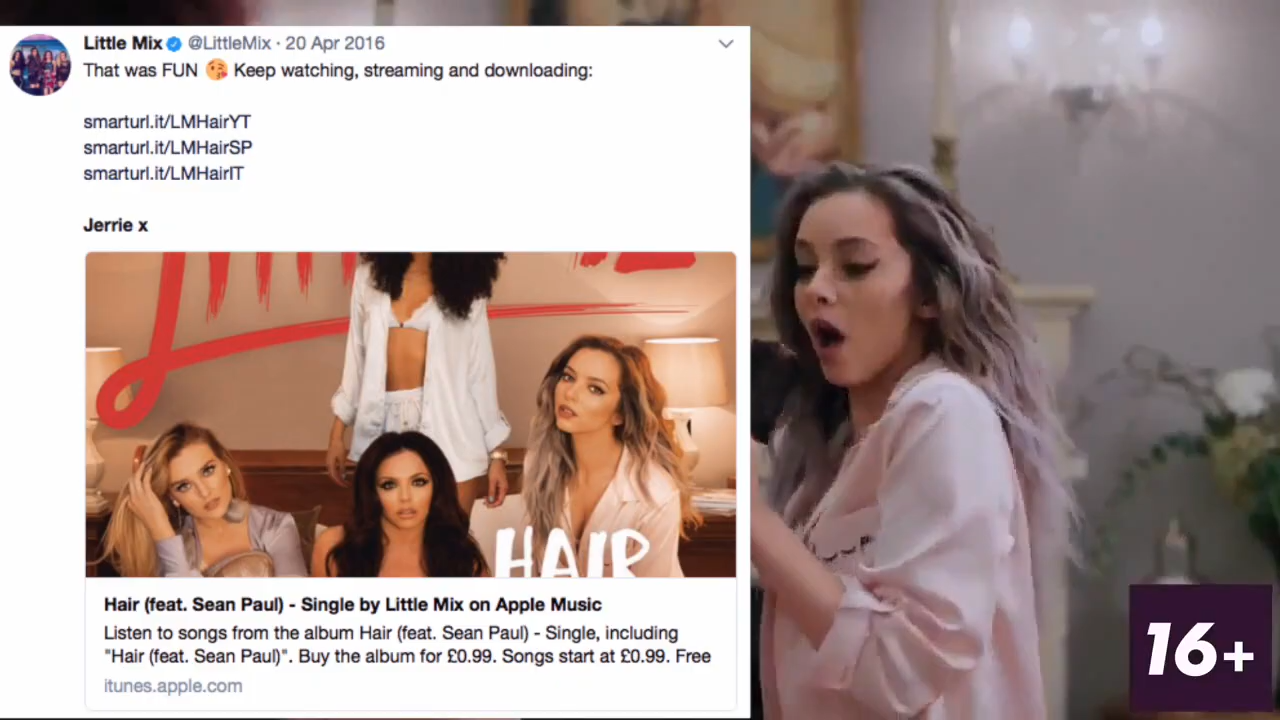 Little Mix @LittleMix · 20 Apr 2016
That was FUN 😘 Keep watching, streaming and downloading:
smarturl.it/LMHairYT
smarturl.it/LMHairSP
smarturl.it/LMHairIT
Jerrie x
HAIR
Hair (feat. Sean Paul) - Single by Little Mix on Apple Music
Listen to songs from the album Hair (feat. Sean Paul) - Single, including
"Hair (feat. Sean Paul)". Buy the album for £0.99. Songs start at £0.99. Free
itunes.apple.com
16+